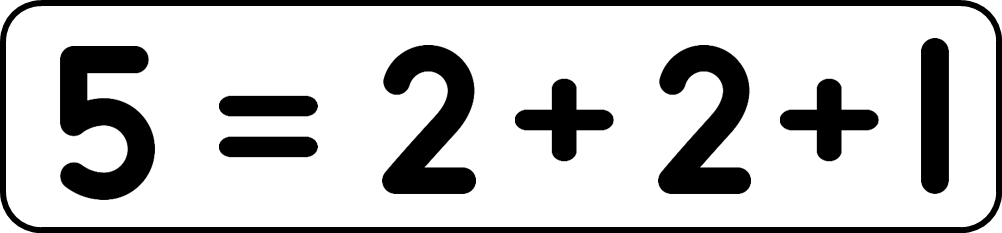 5 = 2 + 2 + 1